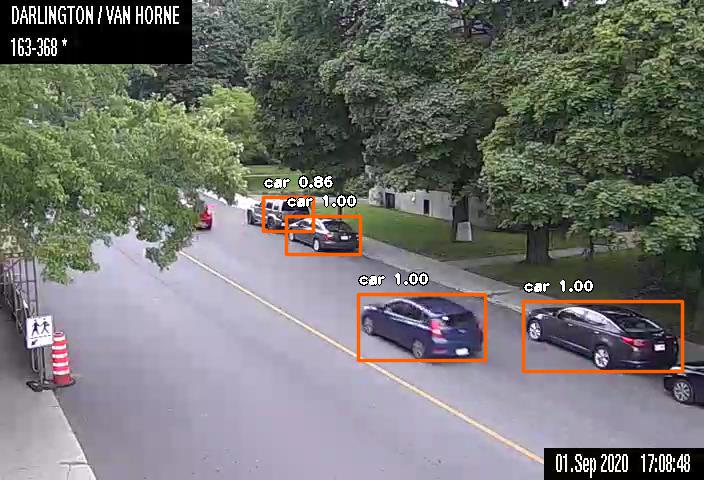 DARLINGTON / VAN HORNE
163-368 *
car 0.86
car 1.00
car 1.00
car 1.00
01.Sep 2020 17:08:48